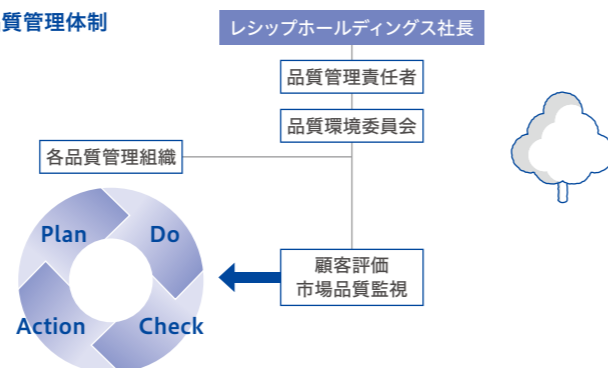 質管理体制
レシップホールディングス社長
品質管理責任者
品質環境委員会
各品質管理組織
Plan
Do
顧客評価
市場品質監視
Action
Check